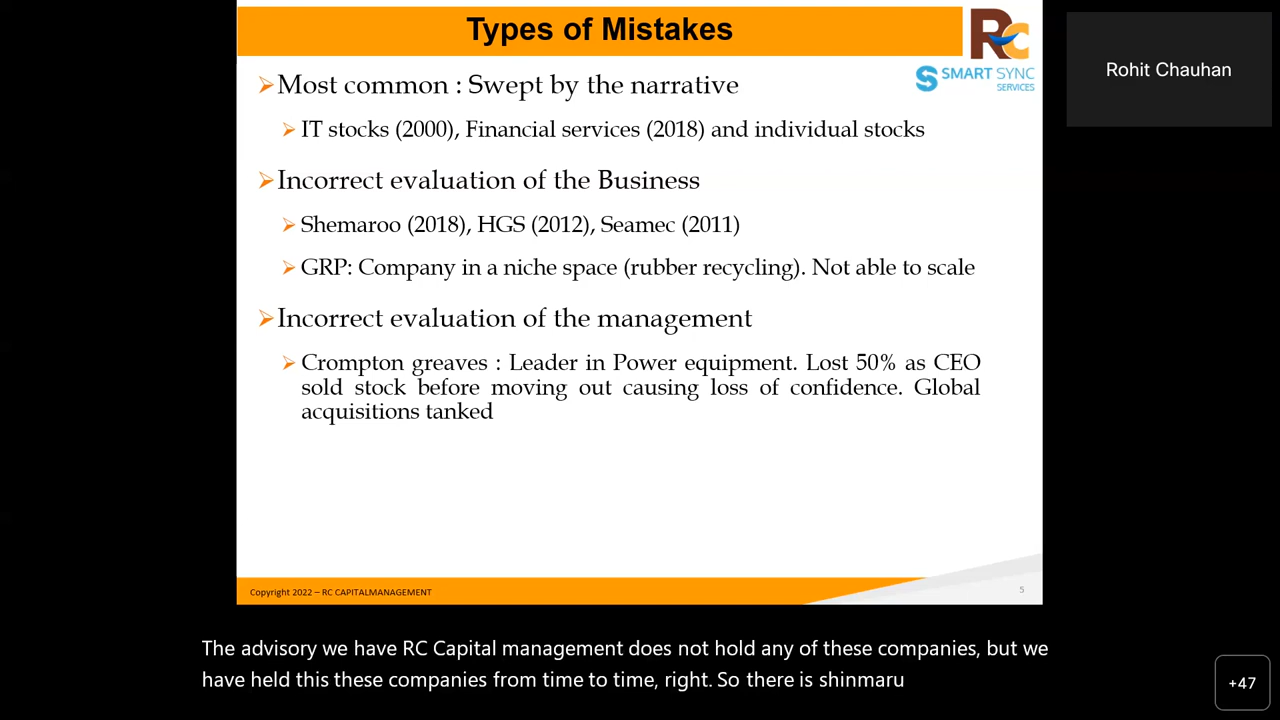 Types of Mistakes
Rc
SMART SYNC
SERVICES
Rohit Chauhan
Most common : Swept by the narrative
IT stocks (2000), Financial services (2018) and individual stocks
Incorrect evaluation of the Business
Shemaroo (2018), HGS (2012), Seamec (2011)
GRP: Company in a niche space (rubber recycling). Not able to scale
Incorrect evaluation of the management
Crompton greaves : Leader in Power equipment. Lost 50% as CEO
sold stock before moving out causing loss of confidence. Global
acquisitions tanked
Copyright 2022 – RC CAPITALMANAGEMENT
5
The advisory we have RC Capital management does not hold any of these companies, but we
have held this these companies from time to time, right. So there is shinmaru
+47